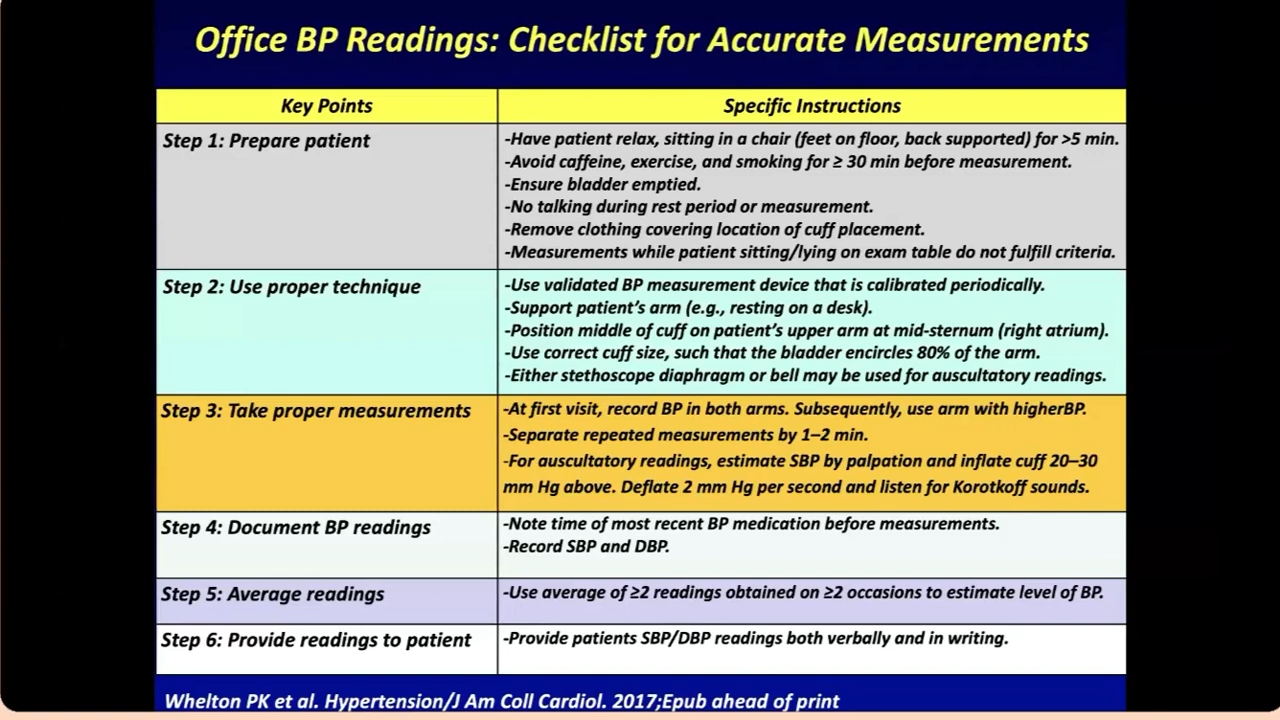 Office BP Readings: Checklist for Accurate Measurements
Key Points
Specific Instructions
Step 1: Prepare patient
-Have patient relax, sitting in a chair (feet on floor, back supported) for >5 min.
-Avoid caffeine, exercise, and smoking for ≥ 30 min before measurement.
-Ensure bladder emptied.
-No talking during rest period or measurement.
-Remove clothing covering location of cuff placement.
-Measurements while patient sitting/lying on exam table do not fulfill criteria.
Step 2: Use proper technique
-Use validated BP measurement device that is calibrated periodically.
-Support patient's arm (e.g., resting on a desk).
-Position middle of cuff on patient's upper arm at mid-sternum (right atrium).
-Use correct cuff size, such that the bladder encircles 80% of the arm.
-Either stethoscope diaphragm or bell may be used for auscultatory readings.
Step 3: Take proper measurements
-At first visit, record BP in both arms. Subsequently, use arm with higherBP.
-Separate repeated measurements by 1–2 min.
-For auscultatory readings, estimate SBP by palpation and inflate cuff 20–30
mm Hg above. Deflate 2 mm Hg per second and listen for Korotkoff sounds.
Step 4: Document BP readings
-Note time of most recent BP medication before measurements.
-Record SBP and DBP.
Step 5: Average readings
-Use average of ≥2 readings obtained on ≥2 occasions to estimate level of BP.
Step 6: Provide readings to patient
-Provide patients SBP/DBP readings both verbally and in writing.
Whelton PK et al. Hypertension/J Am Coll Cardiol. 2017;Epub ahead of print